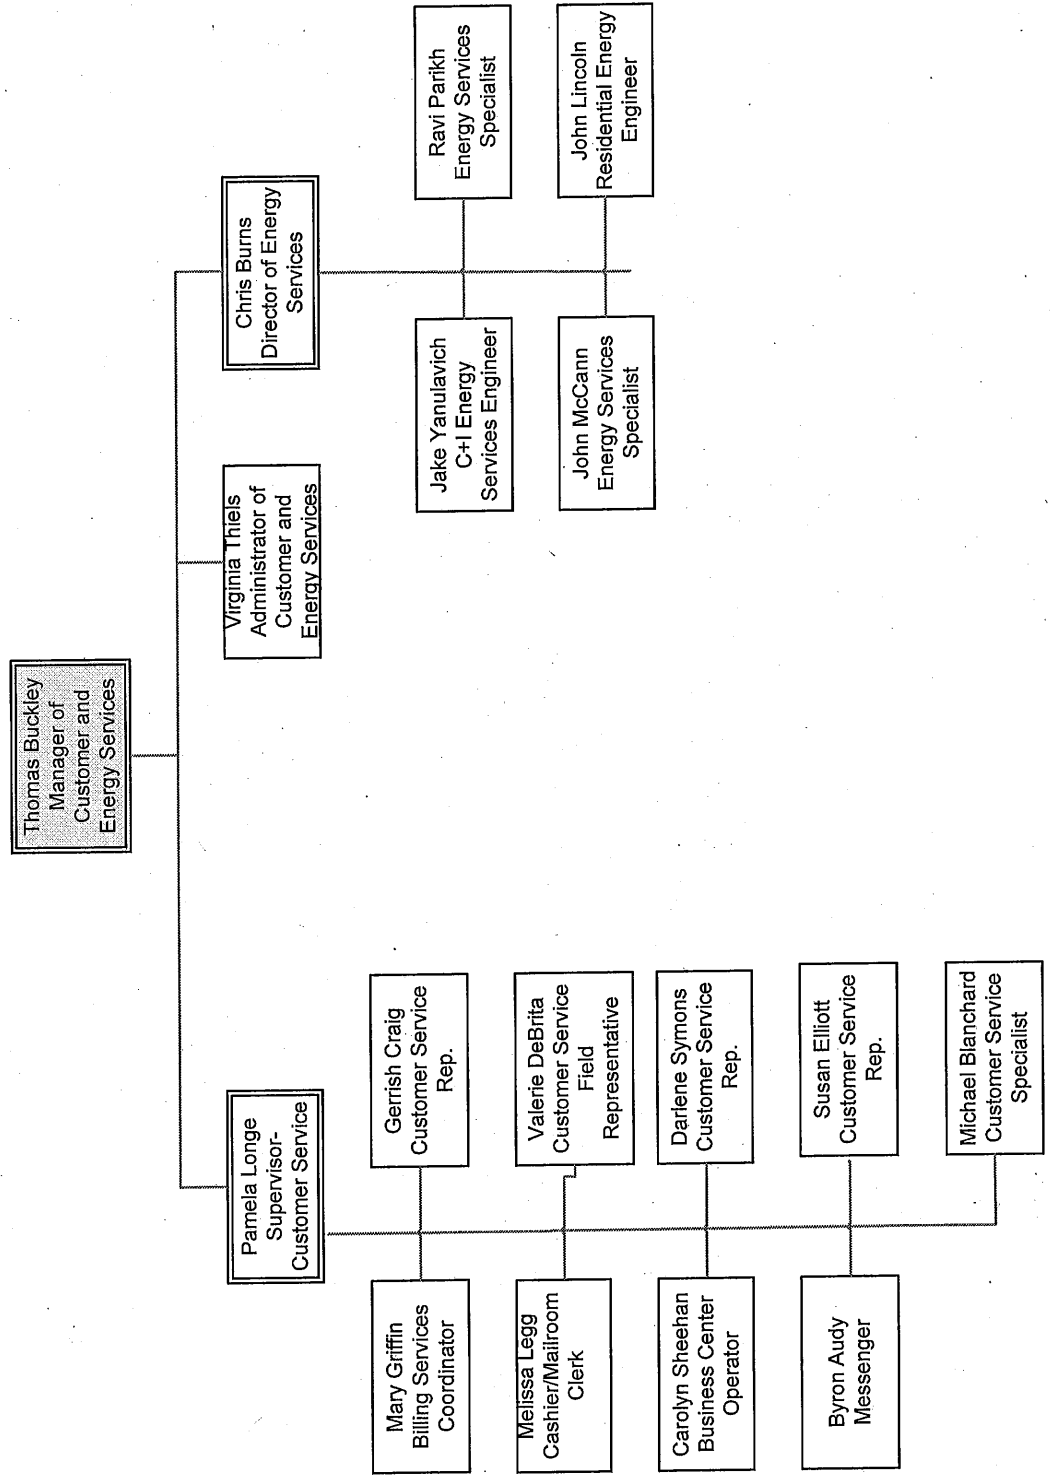 Thomas Buckley
Manager of
Customer and
Energy Services
Pamela Longe
Supervisor-
Customer Service
Virginia Thiels
Administrator of
Customer and
Energy Services
Chris Burns
Director of Energy
Services
Mary Griffin
Billing Services
Coordinator
Gerrish Craig
Customer Service
Rep.
Melissa Legg
Cashier/Mailroom
Clerk
Valerie DeBrita
Customer Service
Field
Representative
Carolyn Sheehan
Business Center
Operator
Darlene Symons
Customer Service
Rep.
Byron Audy
Messenger
Susan Elliott
Customer Service
Rep.
Michael Blanchard
Customer Service
Specialist
Jake Yanulavich
C+I Energy
Services Engineer
Ravi Parikh
Energy Services
Specialist
John McCann
Energy Services
Specialist
John Lincoln
Residential Energy
Engineer